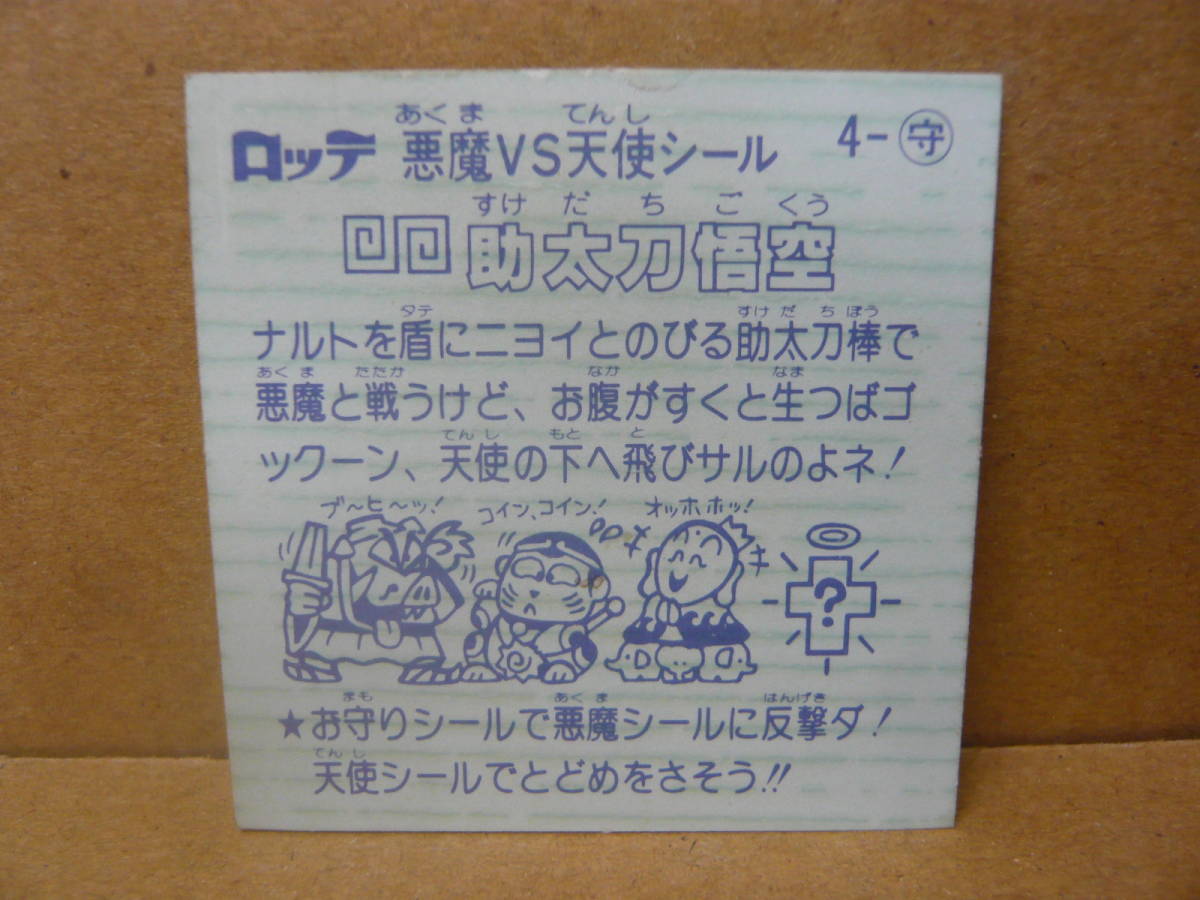 あくま てんし
ロッテ 悪魔VS天使シール 4-守
すけだちごくう
助太刀悟空
タテ すけだちぼう
ナルトを盾にニヨイとのびる助太刀棒で
あくま たたか なか なま
悪魔と戦うけど、お腹がすくと生つばゴ
てんし もと と
ックーン、天使の下へ飛びサルのよネ!
ブ〜ヒ〜ッ! コイン、コイン! オッホホッ!
?
まも あくま はんげき
★お守りシールで悪魔シールに反撃ダ!
てんし
天使シールでとどめをさそう!!